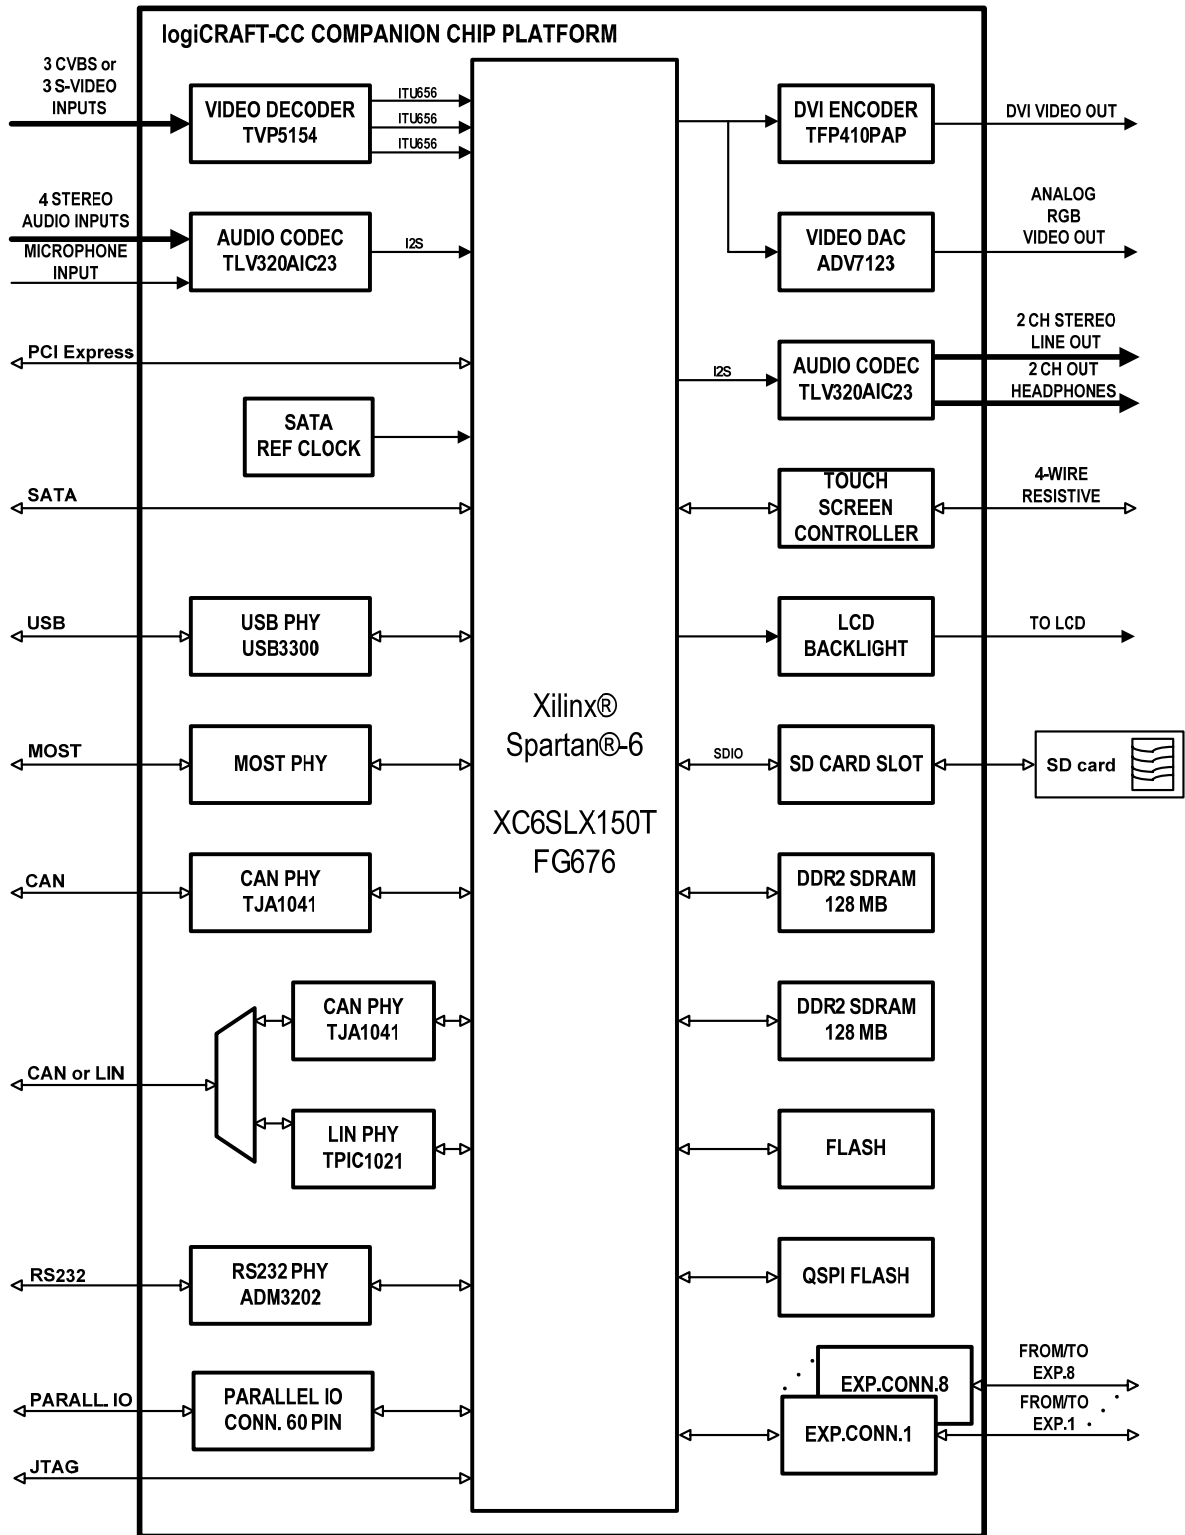 logiCRAFT-CC COMPANION CHIP PLATFORM
3 CVBS or
3 S-VIDEO
INPUTS
VIDEO DECODER
TVP5154
ITU656
ITU656
ITU656
DVI ENCODER
TFP410PAP
DVI VIDEO OUT
4 STEREO
AUDIO INPUTS
MICROPHONE
INPUT
AUDIO CODEC
TLV320AIC23
I2S
VIDEO DAC
ADV7123
ANALOG
RGB
VIDEO OUT
PCI Express
I2S
AUDIO CODEC
TLV320AIC23
2 CH STEREO
LINE OUT
2 CH OUT
HEADPHONES
SATA
REF CLOCK
SATA
TOUCH
SCREEN
CONTROLLER
4-WIRE
RESISTIVE
USB
USB PHY
USB3300
LCD
BACKLIGHT
TO LCD
Xilinx®
Spartan®-6
XC6SLX150T
FG676
MOST
MOST PHY
SDIO
SD CARD SLOT
SD card
CAN
CAN PHY
TJA1041
DDR2 SDRAM
128 MB
CAN or LIN
CAN PHY
TJA1041
LIN PHY
TPIC1021
DDR2 SDRAM
128 MB
FLASH
RS232
RS232 PHY
ADM3202
QSPI FLASH
PARALL. IO
PARALLEL IO
CONN. 60 PIN
EXP.CONN.8
EXP.CONN.1
FROM/TO
EXP.8
FROM/TO
EXP.1
JTAG